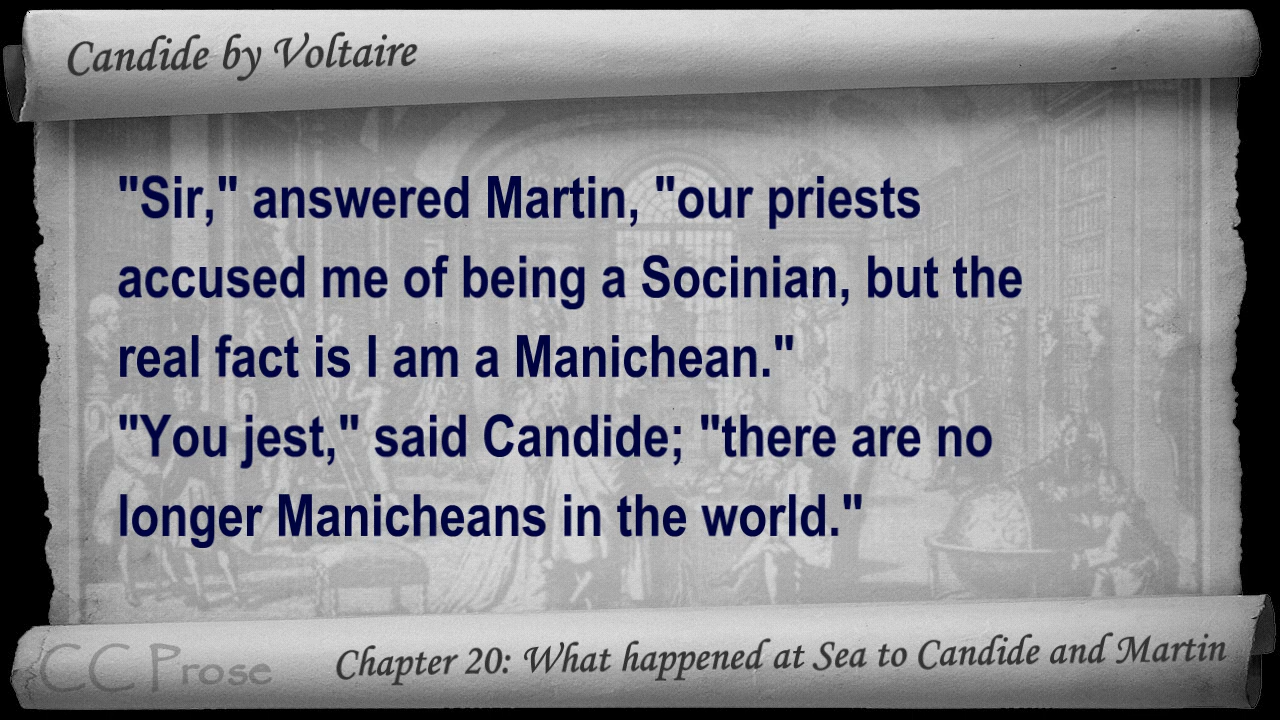 Candide by Voltaire
"Sir," answered Martin, "our priests
accused me of being a Socinian, but the
real fact is I am a Manichean."
"You jest," said Candide; "there are no
longer Manicheans in the world."
CC Prose
Chapter 20: What happened at Sea to Candide and Martin